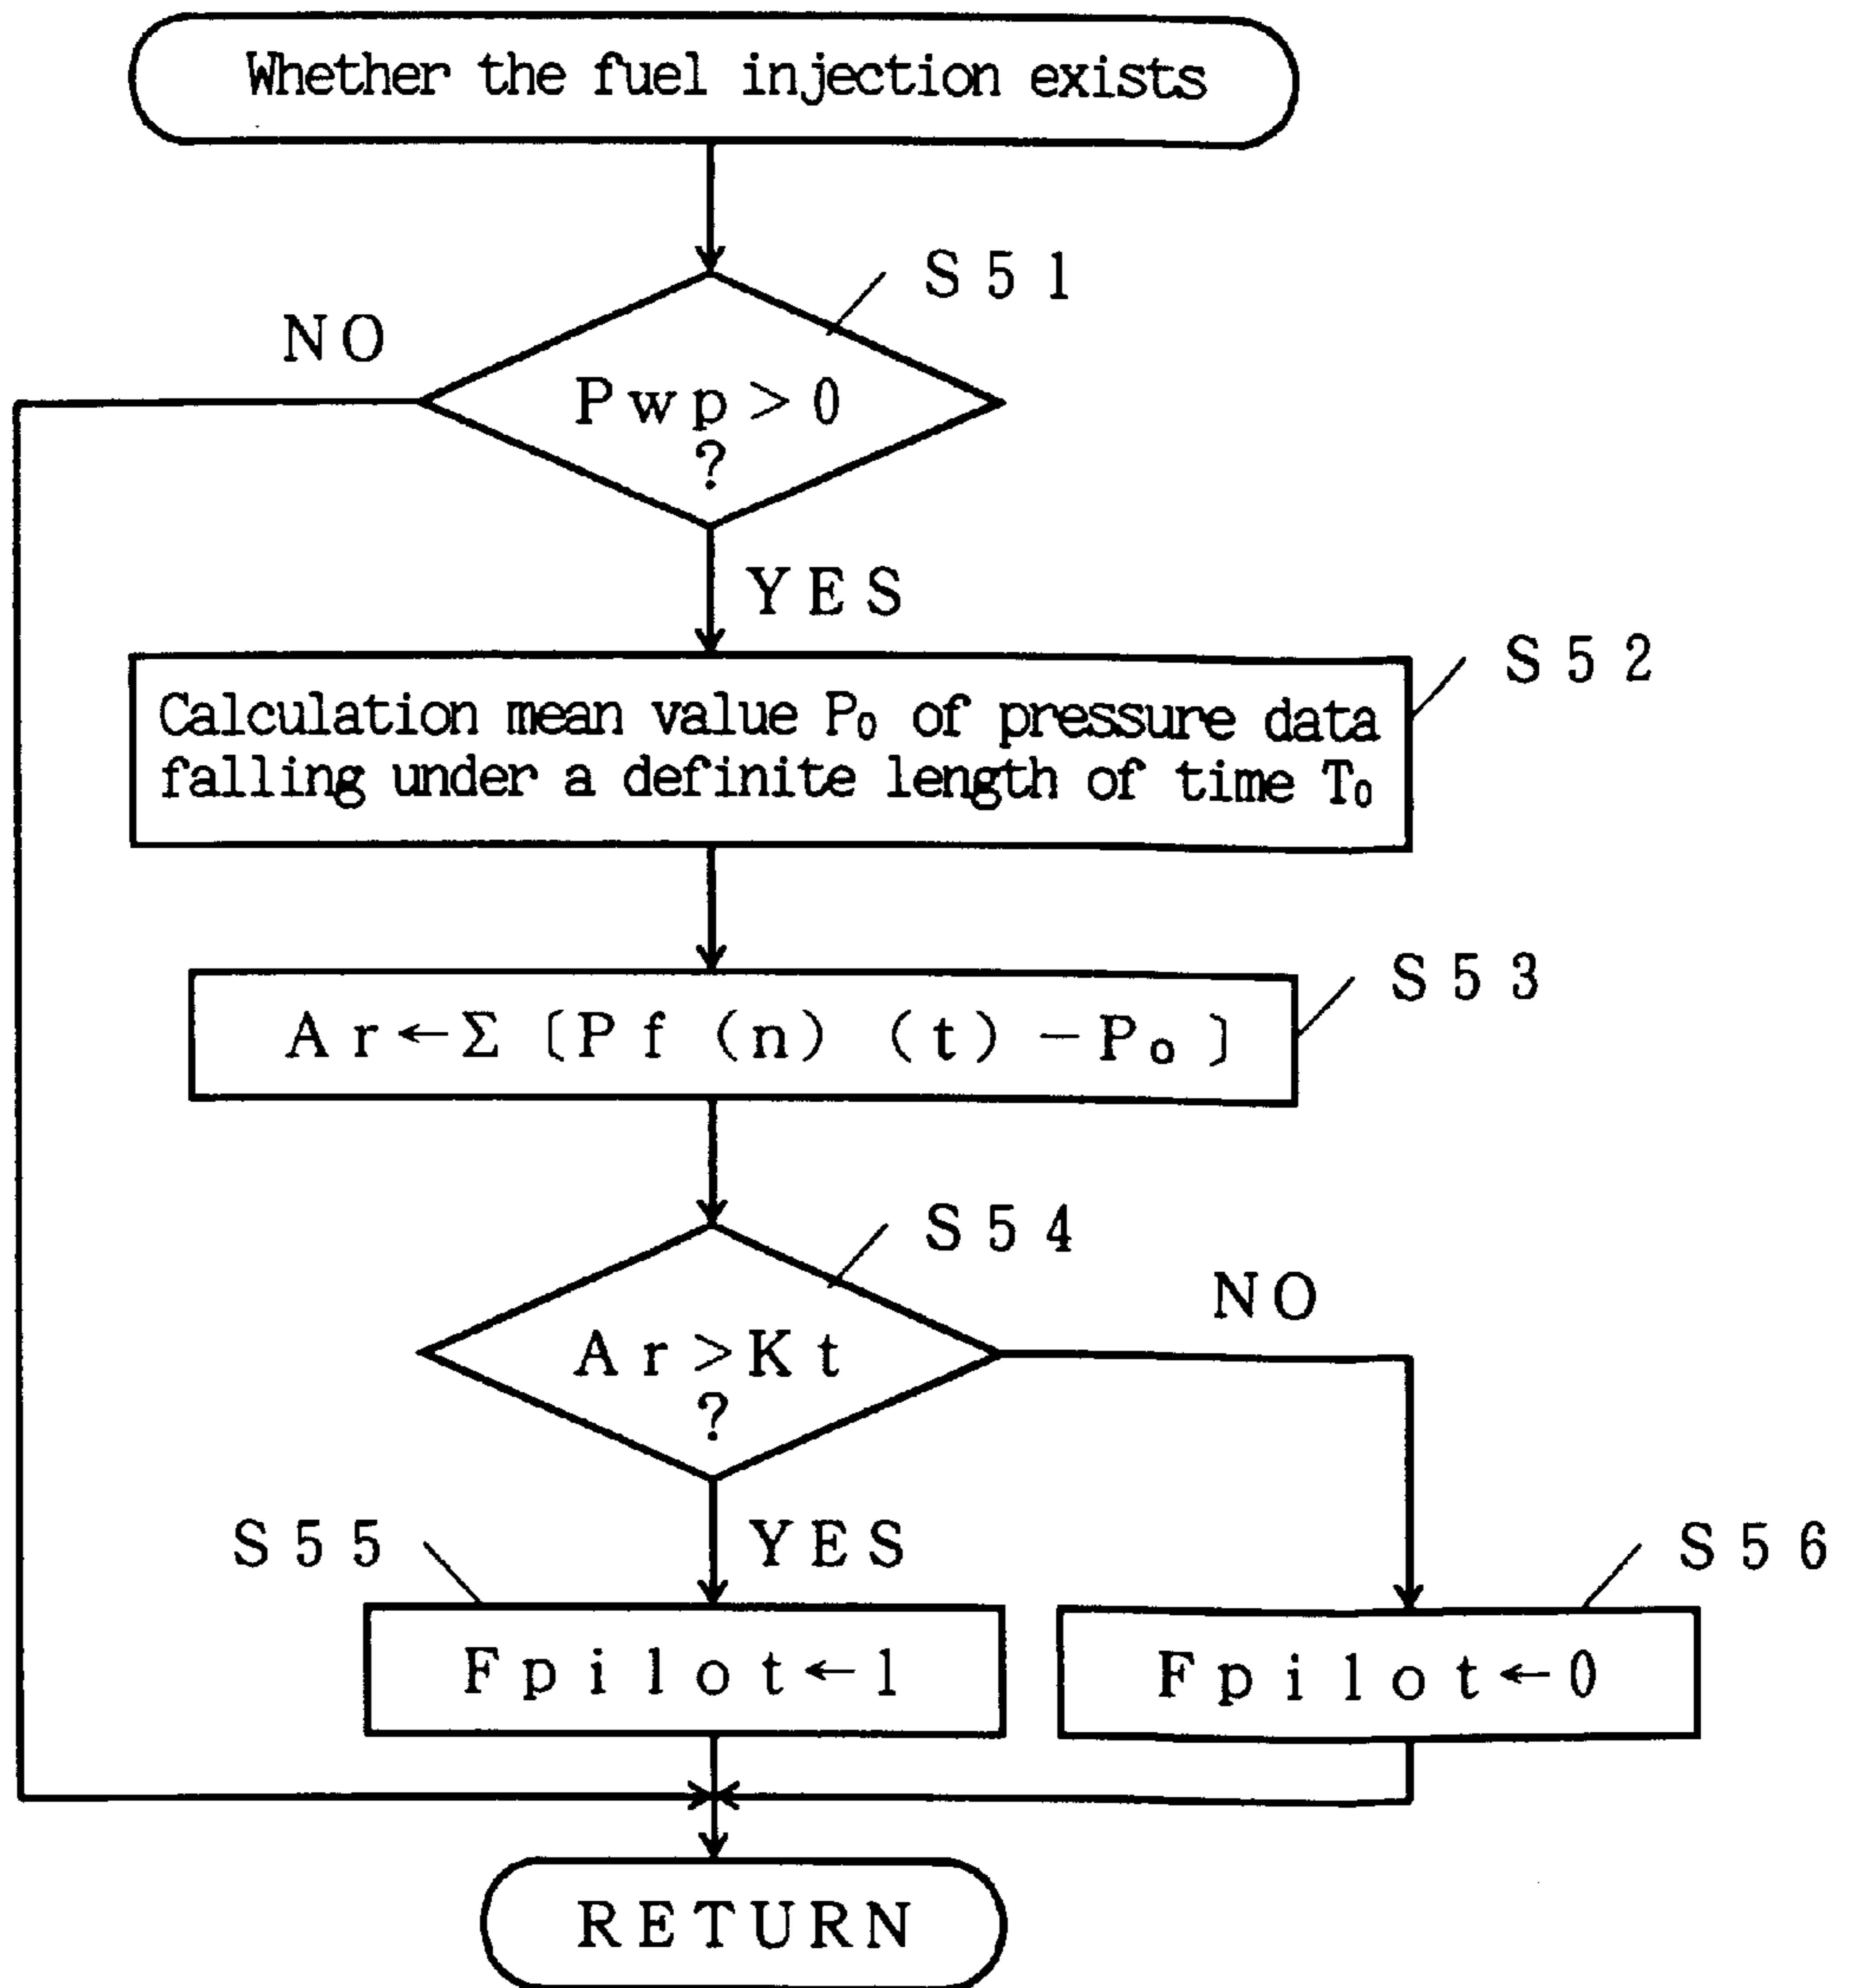 Whether the fuel injection exists
S51
NO
Pwp>0
?
YES
S52
Calculation mean value P₀ of pressure data
falling under a definite length of time T₀
S53
Ar←Σ〔Pf(n)(t)−P₀〕
S54
NO
Ar>Kt
?
S55
YES
S56
Fpilot←1
Fpilot←0
RETURN